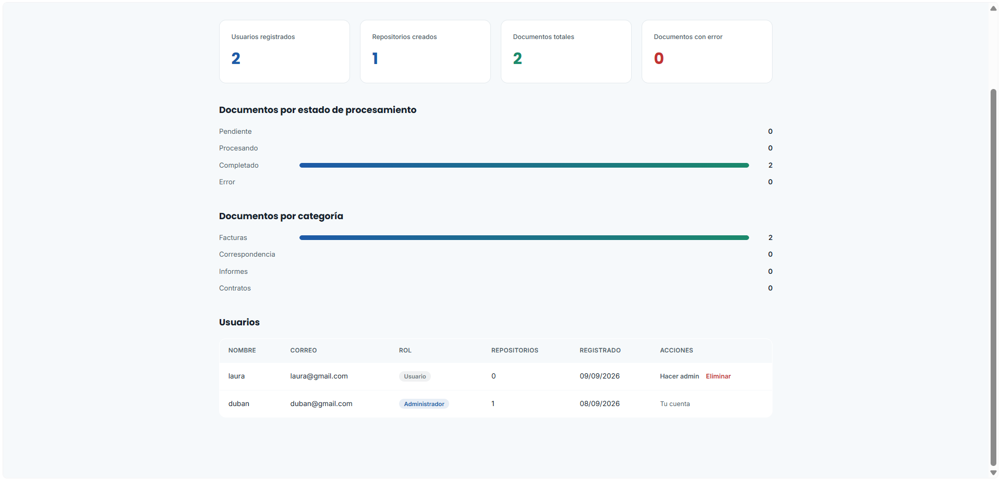 Usuarios registrados
2
Repositorios creados
1
Documentos totales
2
Documentos con error
0
Documentos por estado de procesamiento
Pendiente 0
Procesando 0
Completado 2
Error 0
Documentos por categoría
Facturas 2
Correspondencia 0
Informes 0
Contratos 0
Usuarios
NOMBRE CORREO ROL REPOSITORIOS REGISTRADO ACCIONES
laura laura@gmail.com Usuario 0 09/09/2026 Hacer admin Eliminar
duban duban@gmail.com Administrador 1 08/09/2026 Tu cuenta